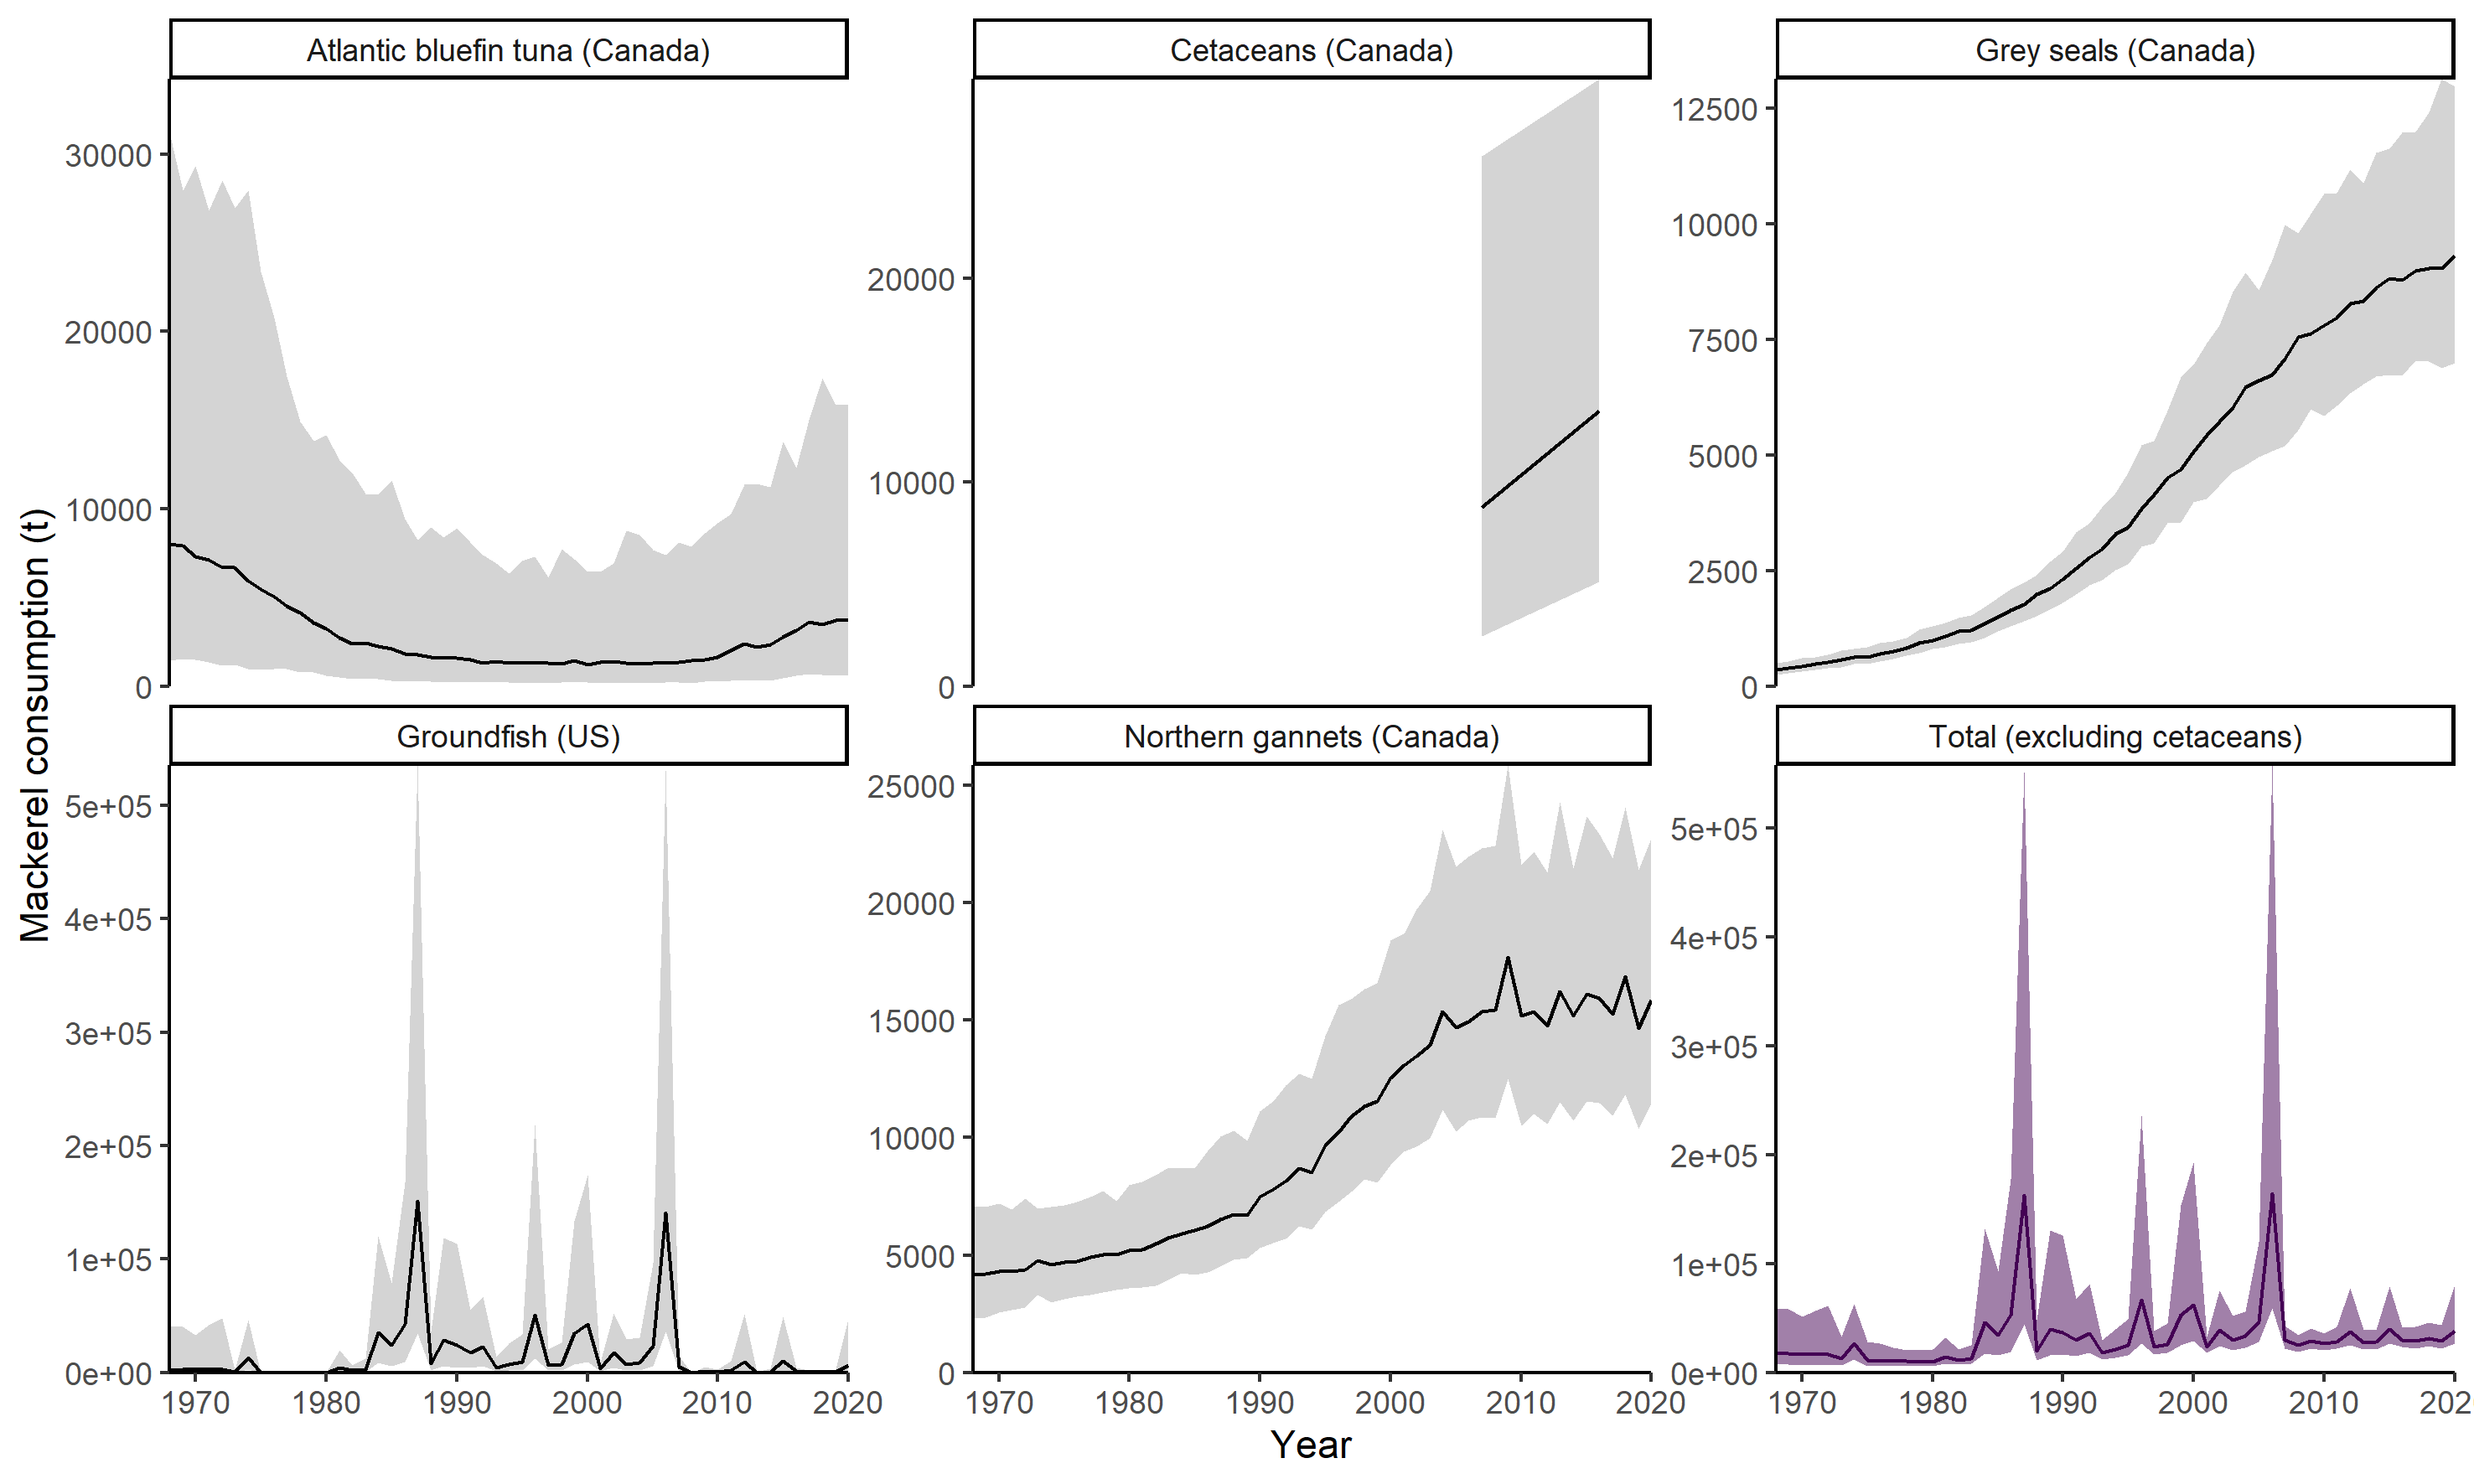 Atlantic bluefin tuna (Canada)
Cetaceans (Canada)
Grey seals (Canada)
30000
20000
10000
0
20000
10000
0
12500
10000
7500
5000
2500
0
Mackerel consumption (t)
Groundfish (US)
Northern gannets (Canada)
Total (excluding cetaceans)
5e+05
4e+05
3e+05
2e+05
1e+05
0e+00
25000
20000
15000
10000
5000
0
5e+05
4e+05
3e+05
2e+05
1e+05
0e+00
1970 1980 1990 2000 2010 2020
1970 1980 1990 2000 2010 2020
1970 1980 1990 2000 2010 202
Year